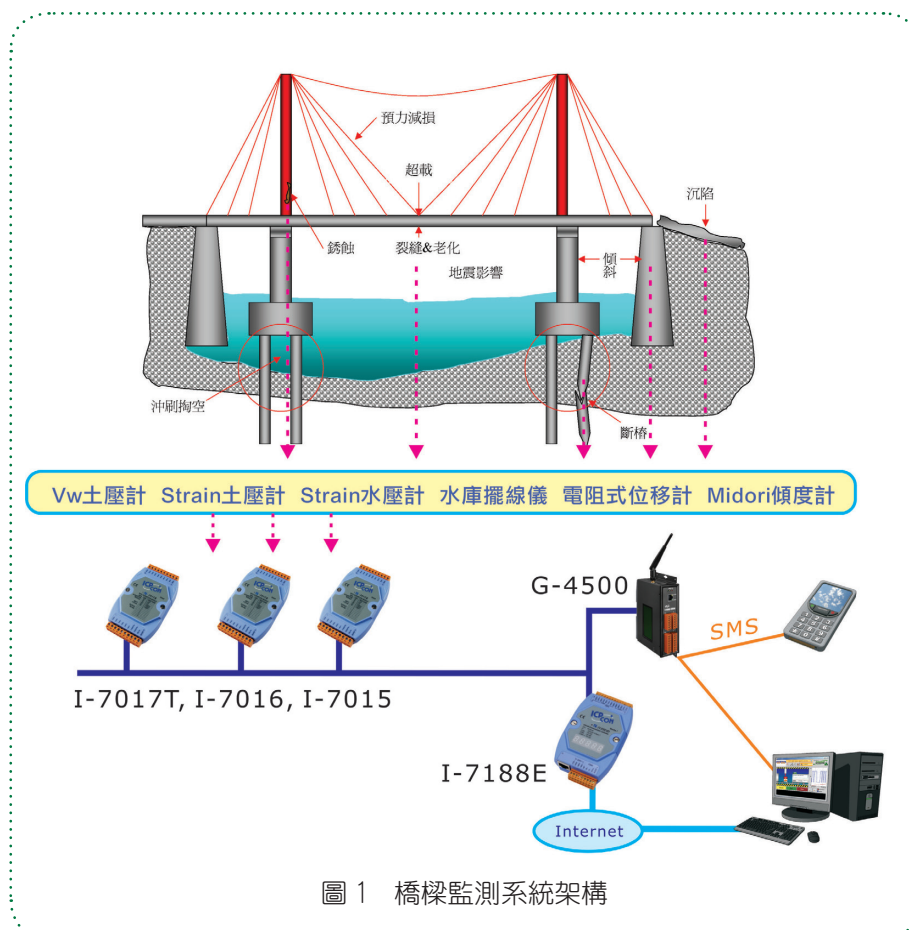 預力減損
超載
沉陷
銹蝕
裂縫&老化
傾斜
地震影響
沖刷掏空
斷樁
Vw土壓計 Strain土壓計 Strain水壓計 水庫擺線儀 電阻式位移計 Midori傾度計
G-4500
SMS
I-7017T, I-7016, I-7015
I-7188E
Internet
圖 1 橋樑監測系統架構